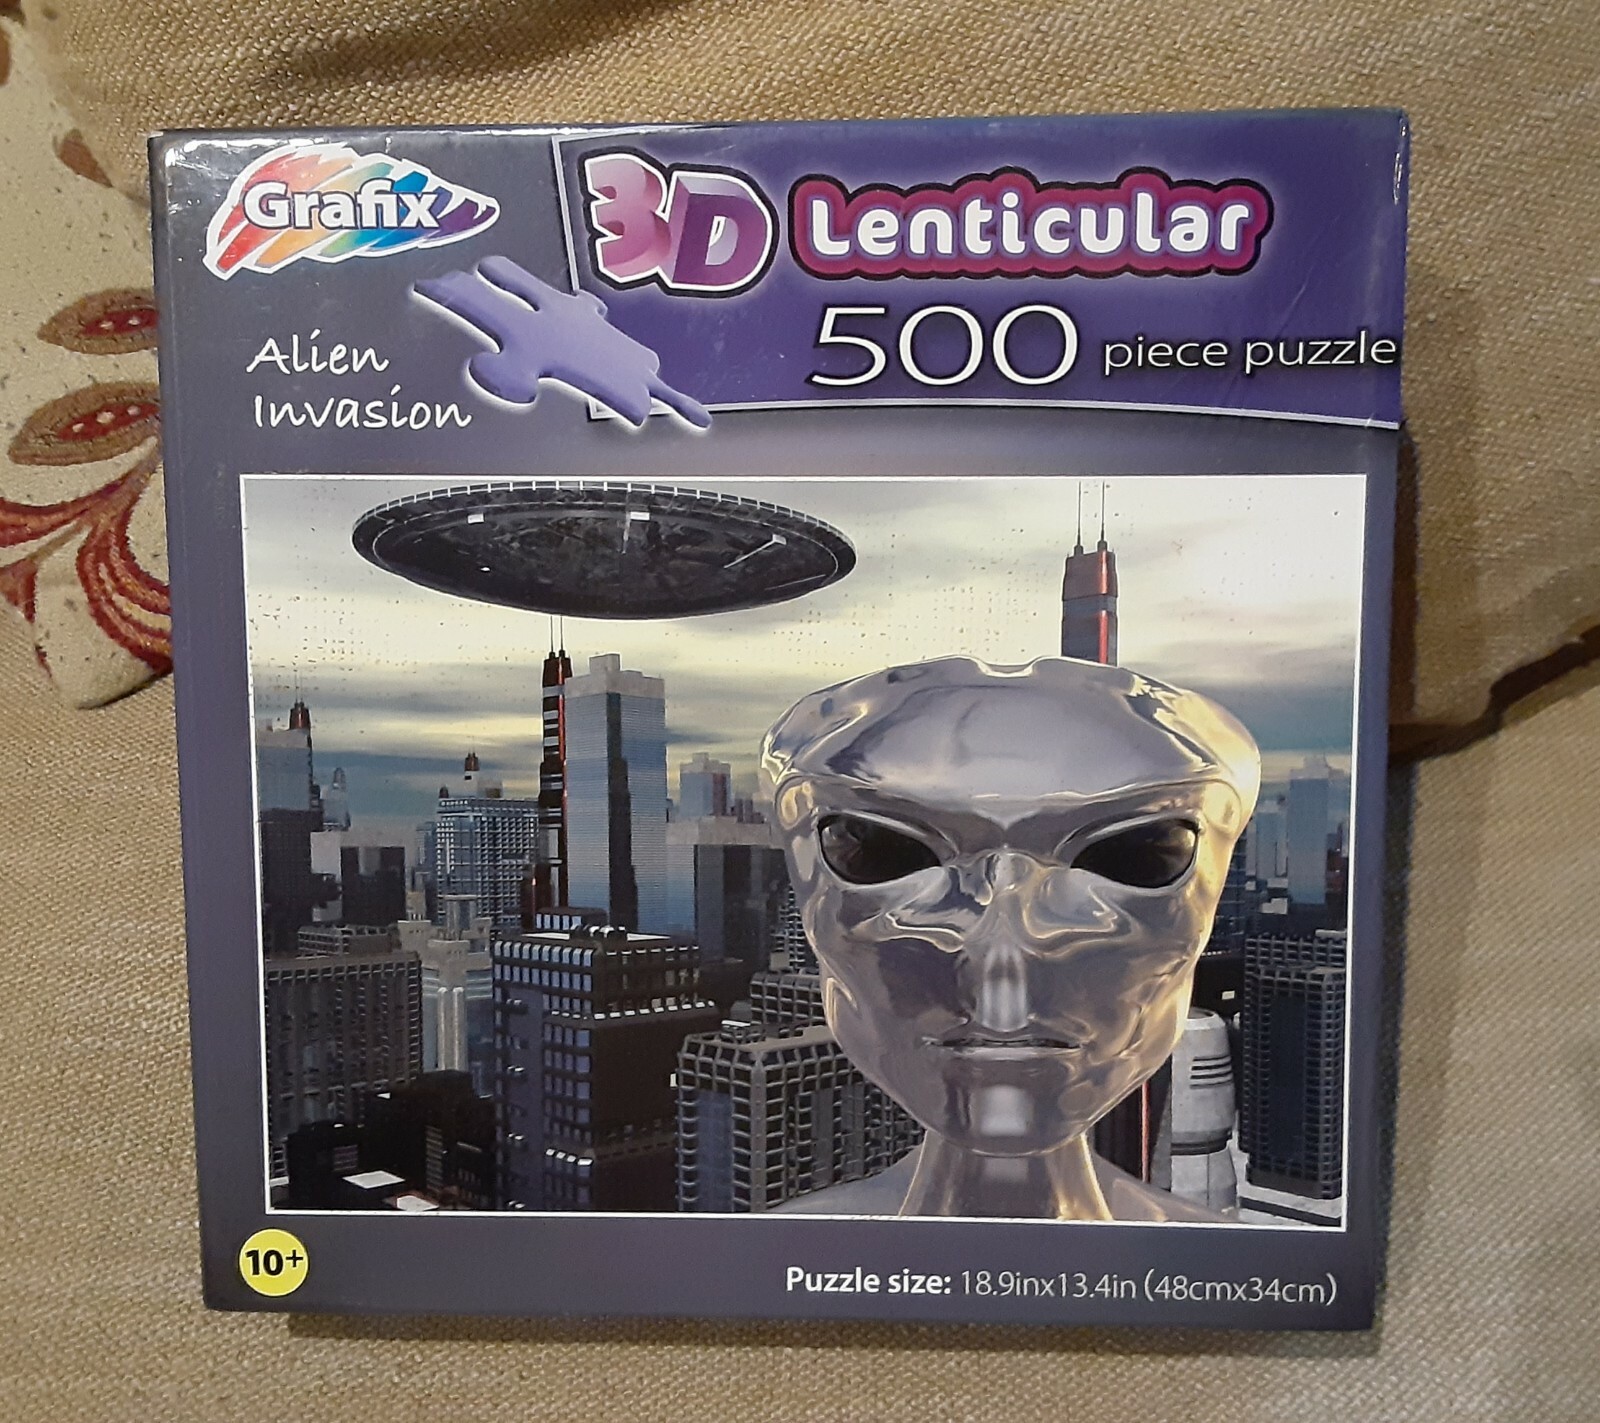 Grafix
3D Lenticular
500 piece puzzle
Alien
Invasion
10+
Puzzle size: 18.9inx13.4in (48cmx34cm)